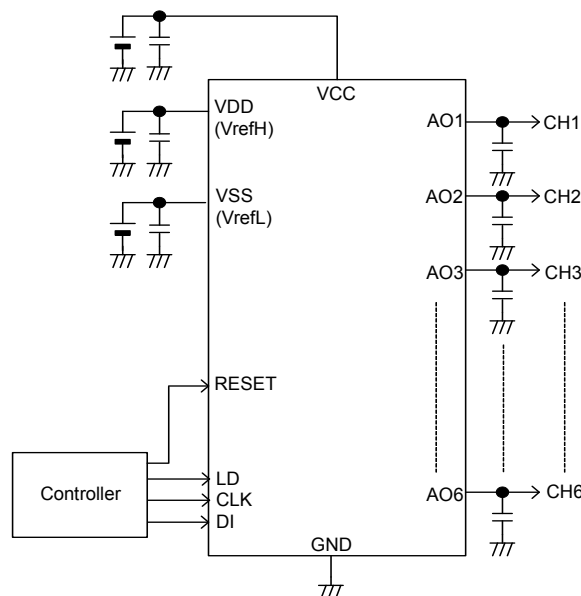 VCC
VDD
(VrefH)
AO1
CH1
VSS
(VrefL)
AO2
CH2
AO3
CH3
RESET
Controller
LD
CLK
DI
AO6
CH6
GND